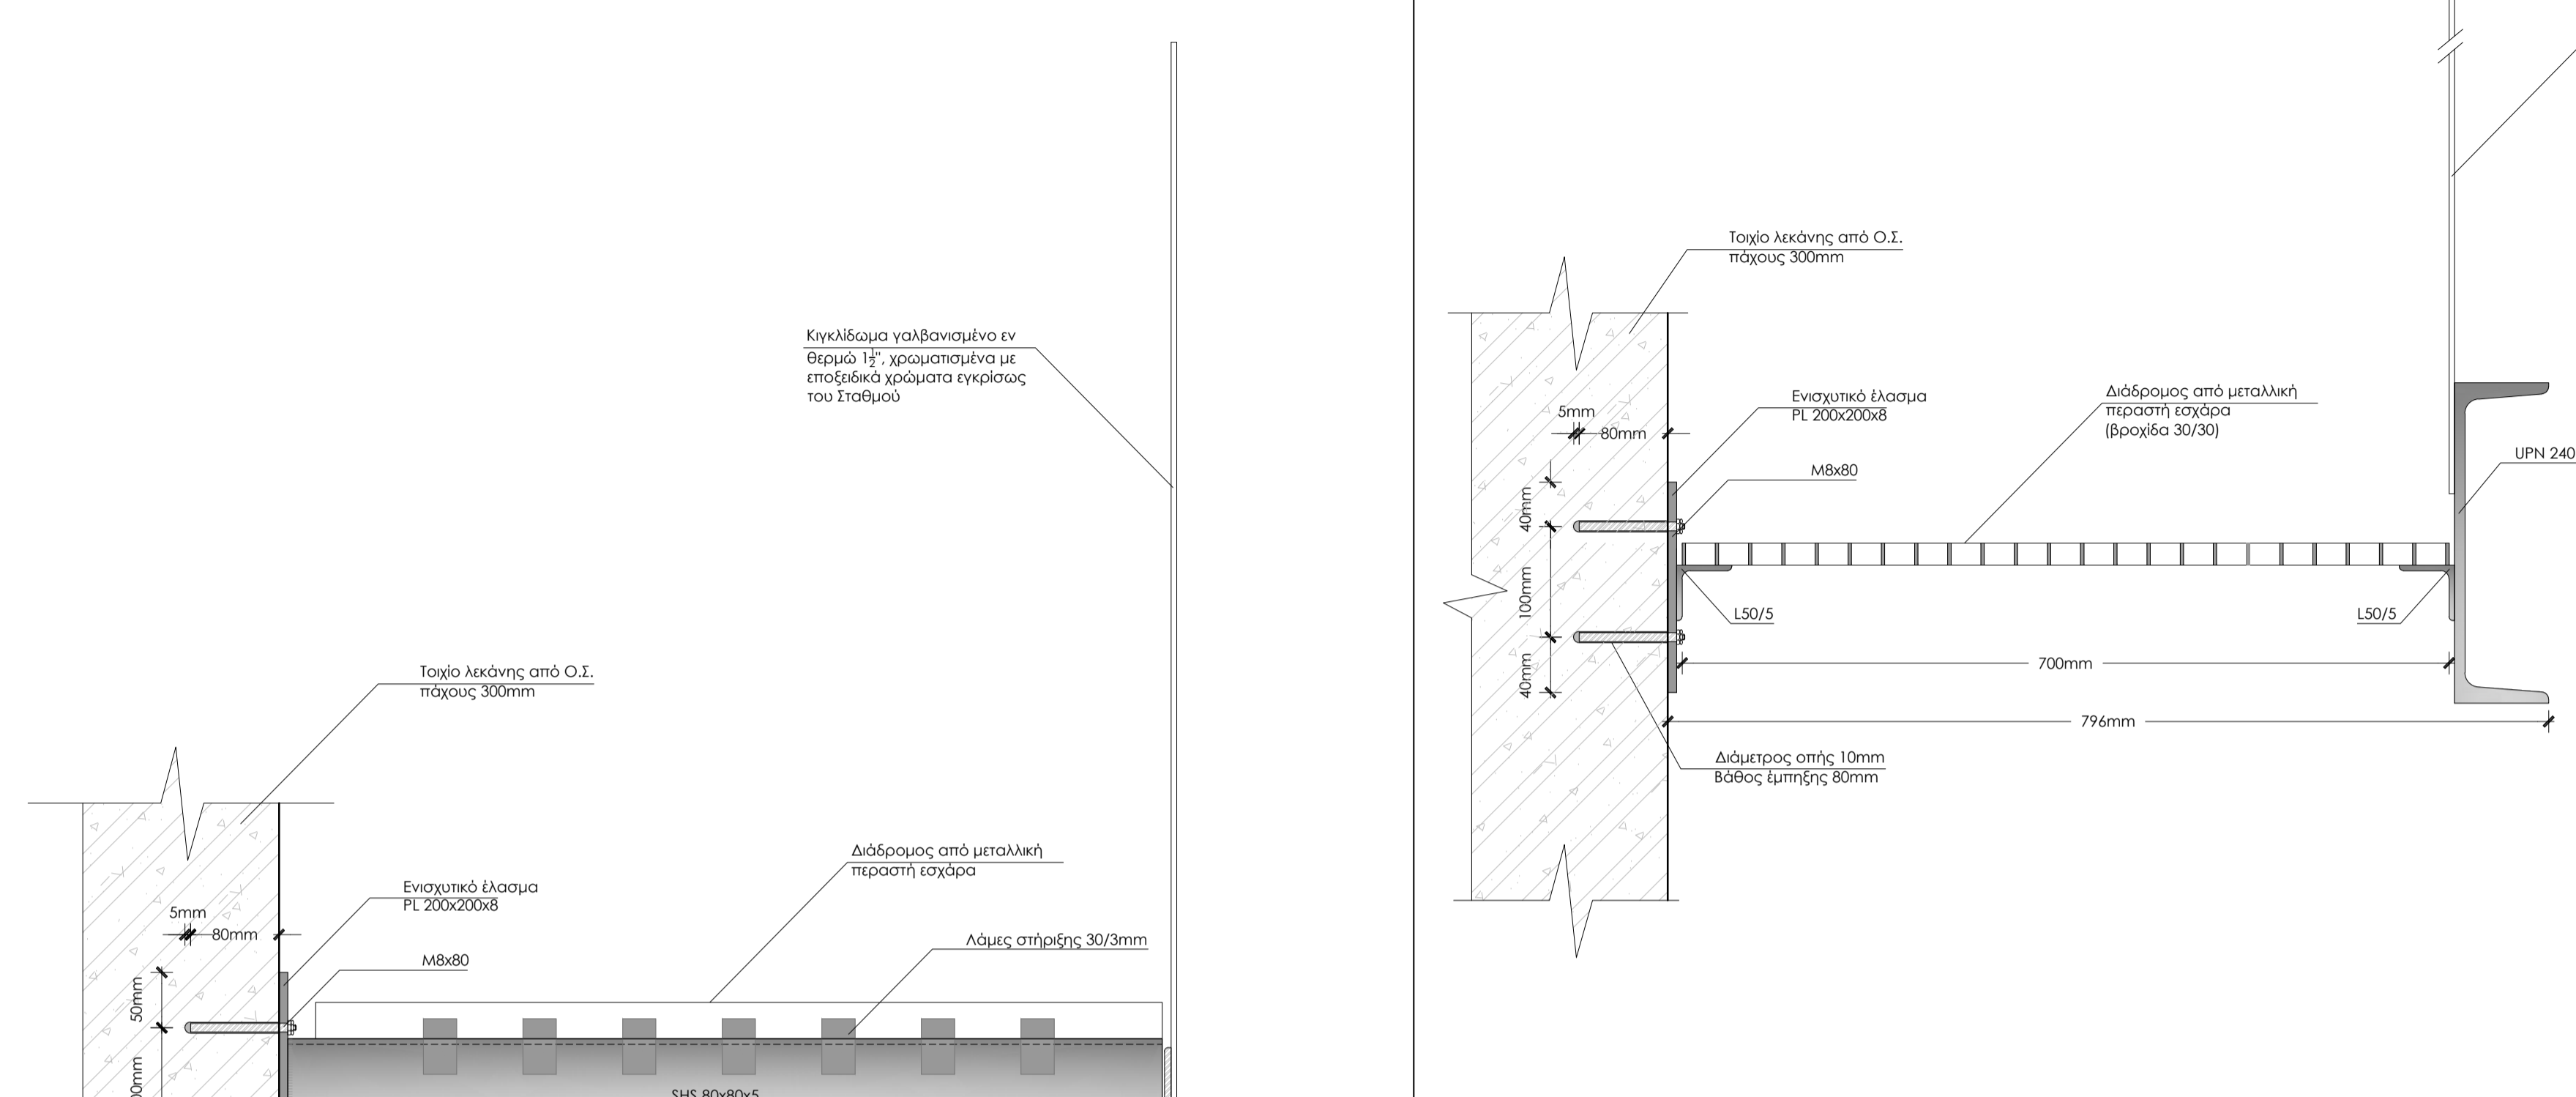 Κιγκλίδωμα γαλβανισμένο εν
θερμώ 1½", χρωματισμένα με
εποξειδικά χρώματα εγκρίσως
του Σταθμού
Τοιχίο λεκάνης από Ο.Σ.
πάχους 300mm
Διάδρομος από μεταλλική
περαστή εσχάρα
Ενισχυτικό έλασμα
PL 200x200x8
5mm
80mm
Λάμες στήριξης 30/3mm
M8x80
50mm
00mm
SHS 80x80x5
Τοιχίο λεκάνης από Ο.Σ.
πάχους 300mm
Ενισχυτικό έλασμα
PL 200x200x8
Διάδρομος από μεταλλική
περαστή εσχάρα
(βροχίδα 30/30)
5mm
80mm
UPN 240
M8x80
40mm
100mm
40mm
L50/5
L50/5
700mm
796mm
Διάμετρος οπής 10mm
Βάθος έμπηξης 80mm